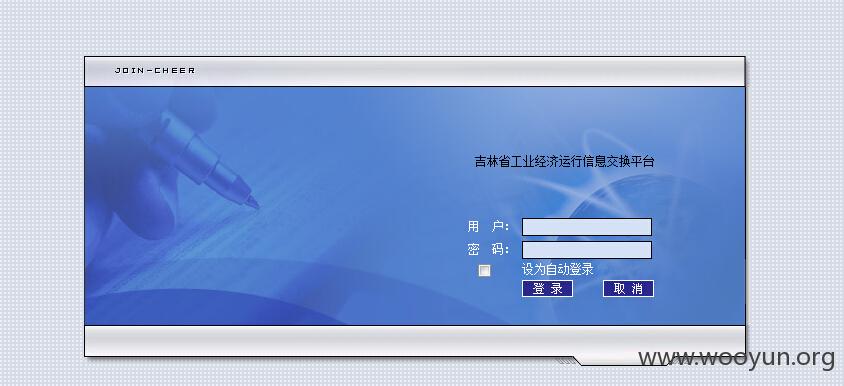 JOIN-CHEER
吉林省工业经济运行信息交换平台
用 户:
密 码:
设为自动登录
登 录 取 消
www.wooyun.org